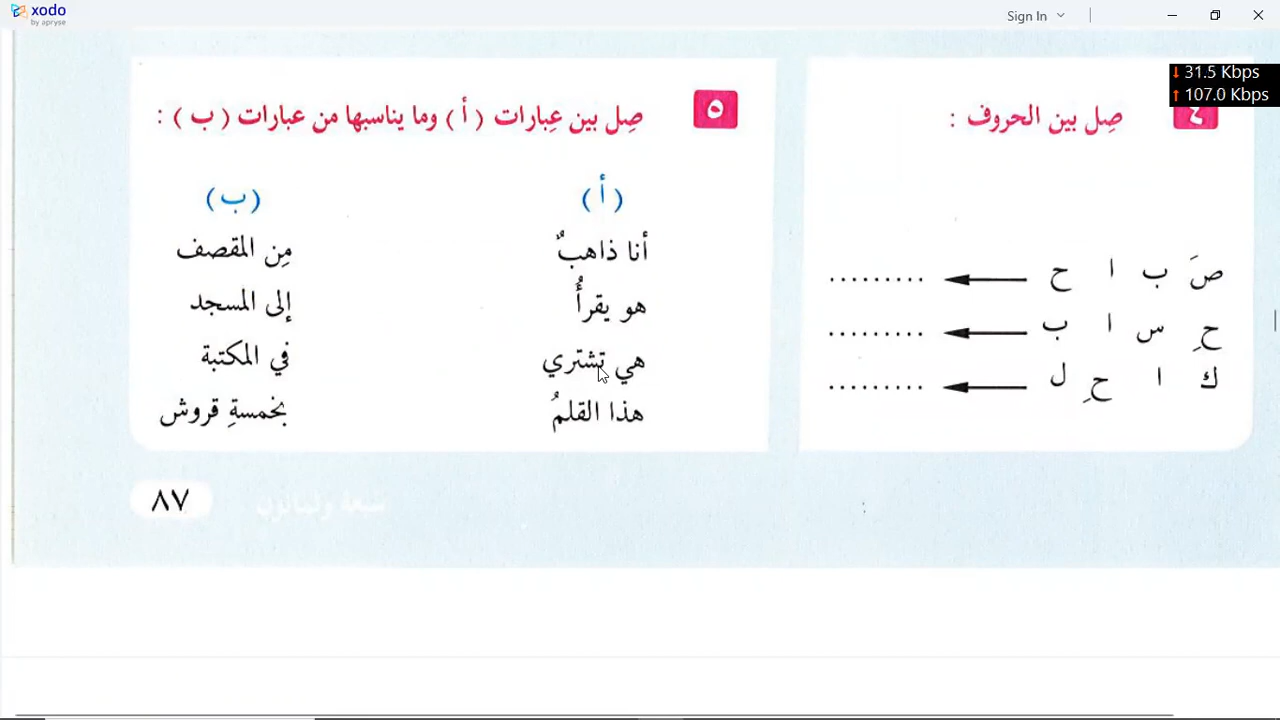 xodo
by apryse
Sign In
31.5 Kbps
107.0 Kbps
٤ صِل بين الحروف :
صَ ب ا ح ..........
حِ س ا ب ..........
ك ا حِ ل ..........
٥ صِل بين عِبارات ( أ ) وما يناسبها من عبارات ( ب ) :
( أ ) ( ب )
أنا ذاهبٌ مِن المقصف
هو يقرأُ إلى المسجد
هي تشتري في المكتبة
هذا القلمُ بخمسةِ قروش
٨٧